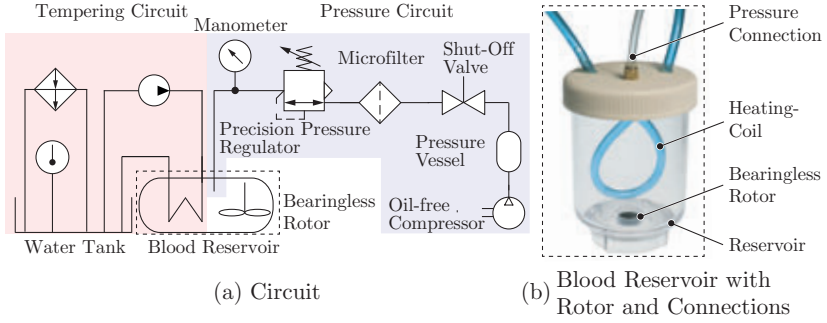 Tempering Circuit
Pressure Circuit
Manometer
Microfilter
Shut-Off
Valve
Precision Pressure
Regulator
Pressure
Vessel
Bearingless
Rotor
Oil-free
Compressor
Water Tank
Blood Reservoir
(a) Circuit
Pressure
Connection
Heating-
Coil
Bearingless
Rotor
Reservoir
(b) Blood Reservoir with
Rotor and Connections